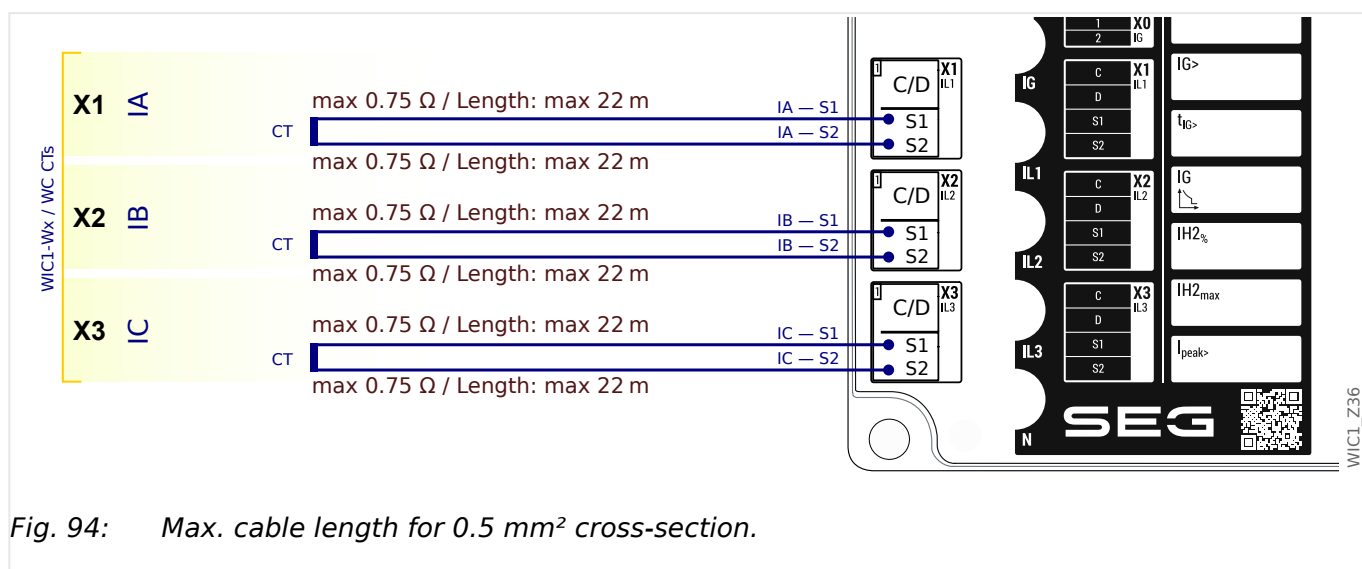 WIC1-Wx / WC CTs
X1 IA
CT
max 0.75 Ω / Length: max 22 m
IA — S1
IA — S2
max 0.75 Ω / Length: max 22 m
X2 IB
CT
max 0.75 Ω / Length: max 22 m
IB — S1
IB — S2
max 0.75 Ω / Length: max 22 m
X3 IC
CT
max 0.75 Ω / Length: max 22 m
IC — S1
IC — S2
max 0.75 Ω / Length: max 22 m
1
C/D
S1
S2
X1
IL1
1
C/D
S1
S2
X2
IL2
1
C/D
S1
S2
X3
IL3
IG
IL1
IL2
IL3
N
1
2
X0
IG
C
D
S1
S2
X1
IL1
C
D
S1
S2
X2
IL2
C
D
S1
S2
X3
IL3
IG>
tIG>
IG
IH2%
IH2max
Ipeak>
SEG
WIC1_Z36
Fig. 94: Max. cable length for 0.5 mm² cross-section.